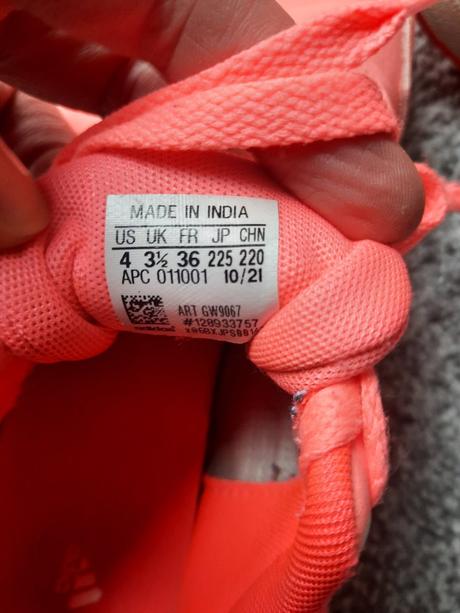 MADE IN INDIA
US UK FR JP CHN
4 3½ 36 225 220
APC 011001 10/21
ART GW9067
adidas #128933757